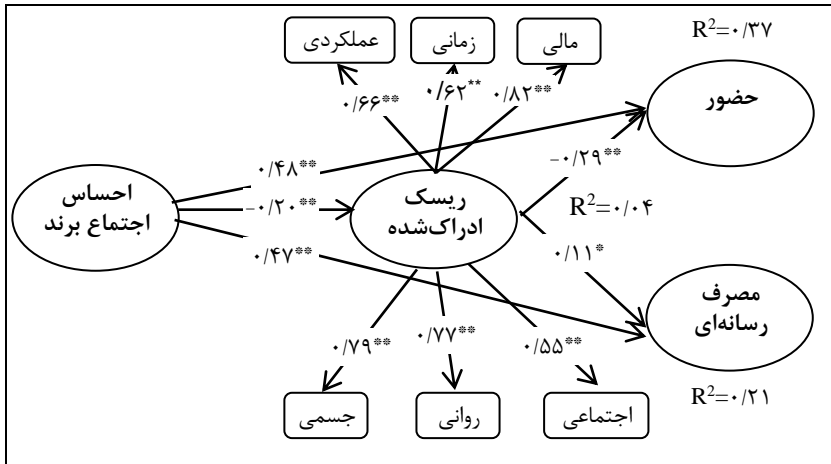 R²=۰/۳۷
عملکردی
زمانی
مالی
۰/۶۶**
۰/۶۲**
۰/۸۲**
حضور
۰/۴۸**
-۰/۲۹**
احساس
اجتماع برند
-۰/۲۰**
ریسک
ادراک‌شده
R²=۰/۰۴
۰/۴۷**
۰/۱۱*
مصرف
رسانه‌ای
۰/۷۹**
۰/۷۷**
۰/۵۵**
R²=۰/۲۱
جسمی
روانی
اجتماعی